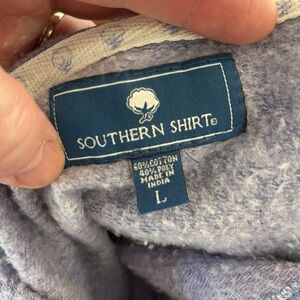 SOUTHERN SHIRT®
60% COTTON
40% POLY
MADE IN
INDIA
L